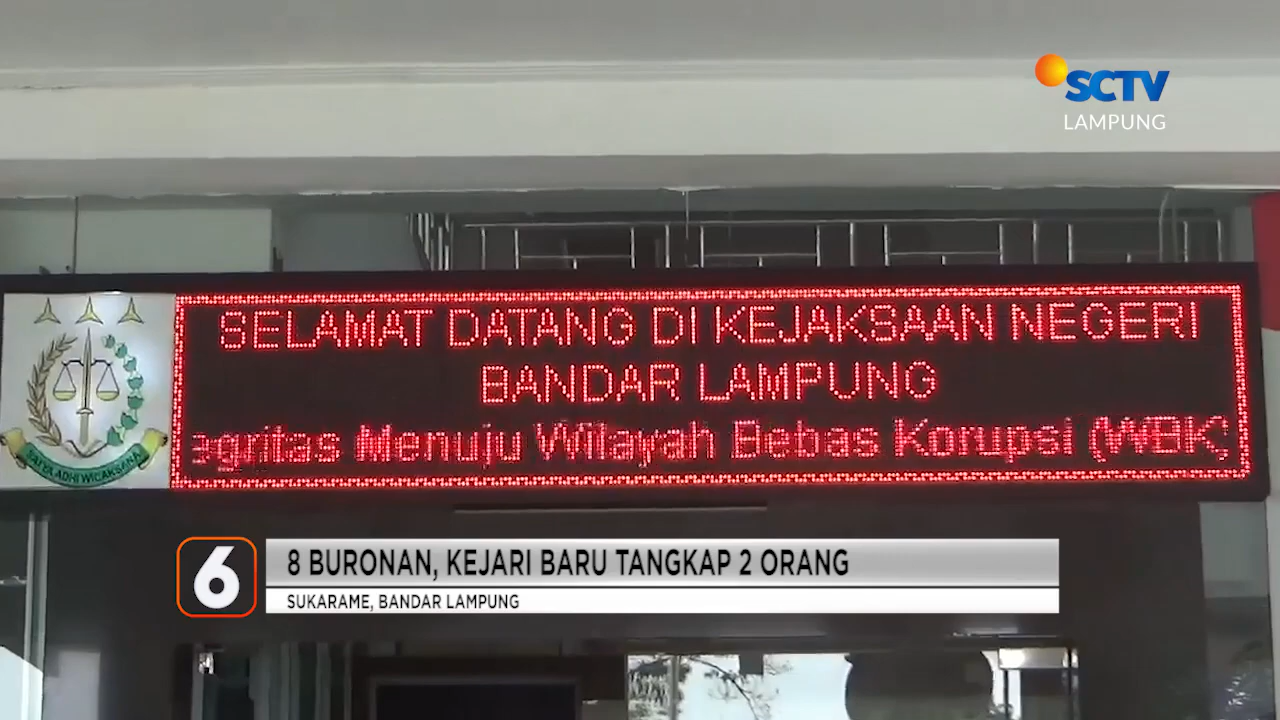 SCTV
LAMPUNG
SELAMAT DATANG DI KEJAKSAAN NEGERI
BANDAR LAMPUNG
egritas Menuju Wilayah Bebas Korupsi (WBK)
SATYA ADHI WICAKSANA
6
8 BURONAN, KEJARI BARU TANGKAP 2 ORANG
SUKARAME, BANDAR LAMPUNG